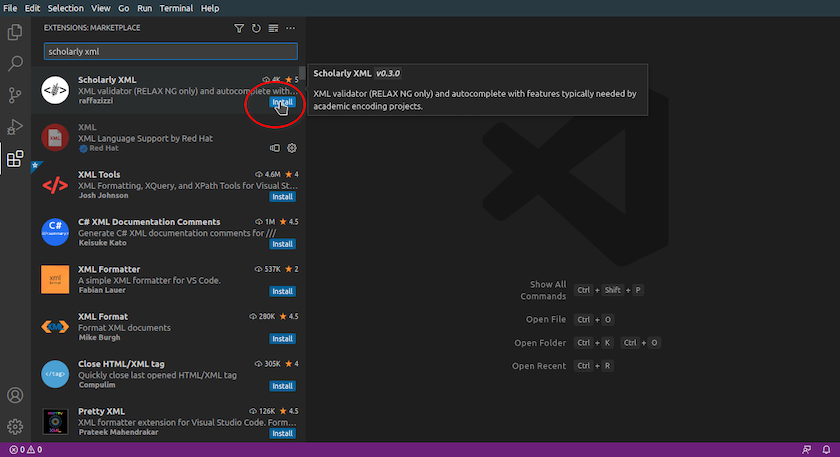 File Edit Selection View Go Run Terminal Help
EXTENSIONS: MARKETPLACE
scholarly xml
Scholarly XML 4K 5
XML validator (RELAX NG only) and autocomplete with...
raffazizzi Install
Scholarly XML v0.3.0
XML validator (RELAX NG only) and autocomplete with features typically needed by
academic encoding projects.
XML
XML Language Support by Red Hat
Red Hat
XML Tools 4.6M 4
XML Formatting, XQuery, and XPath Tools for Visual St...
Josh Johnson Install
C# XML Documentation Comments 1M 4.5
Generate C# XML documentation comments for ///
Keisuke Kato Install
XML Formatter 537K 2
A simple XML formatter for VS Code.
Fabian Lauer Install
XML Format 280K 4.5
Format XML documents
Mike Burgh Install
Close HTML/XML tag 305K 4
Quickly close last opened HTML/XML tag
Compulim Install
Pretty XML 126K 4.5
XML formatter extension for Visual Studio Code. Form...
Prateek Mahendrakar Install
Show All
Commands Ctrl + Shift + P
Open File Ctrl + O
Open Folder Ctrl + K Ctrl + O
Open Recent Ctrl + R
0 0